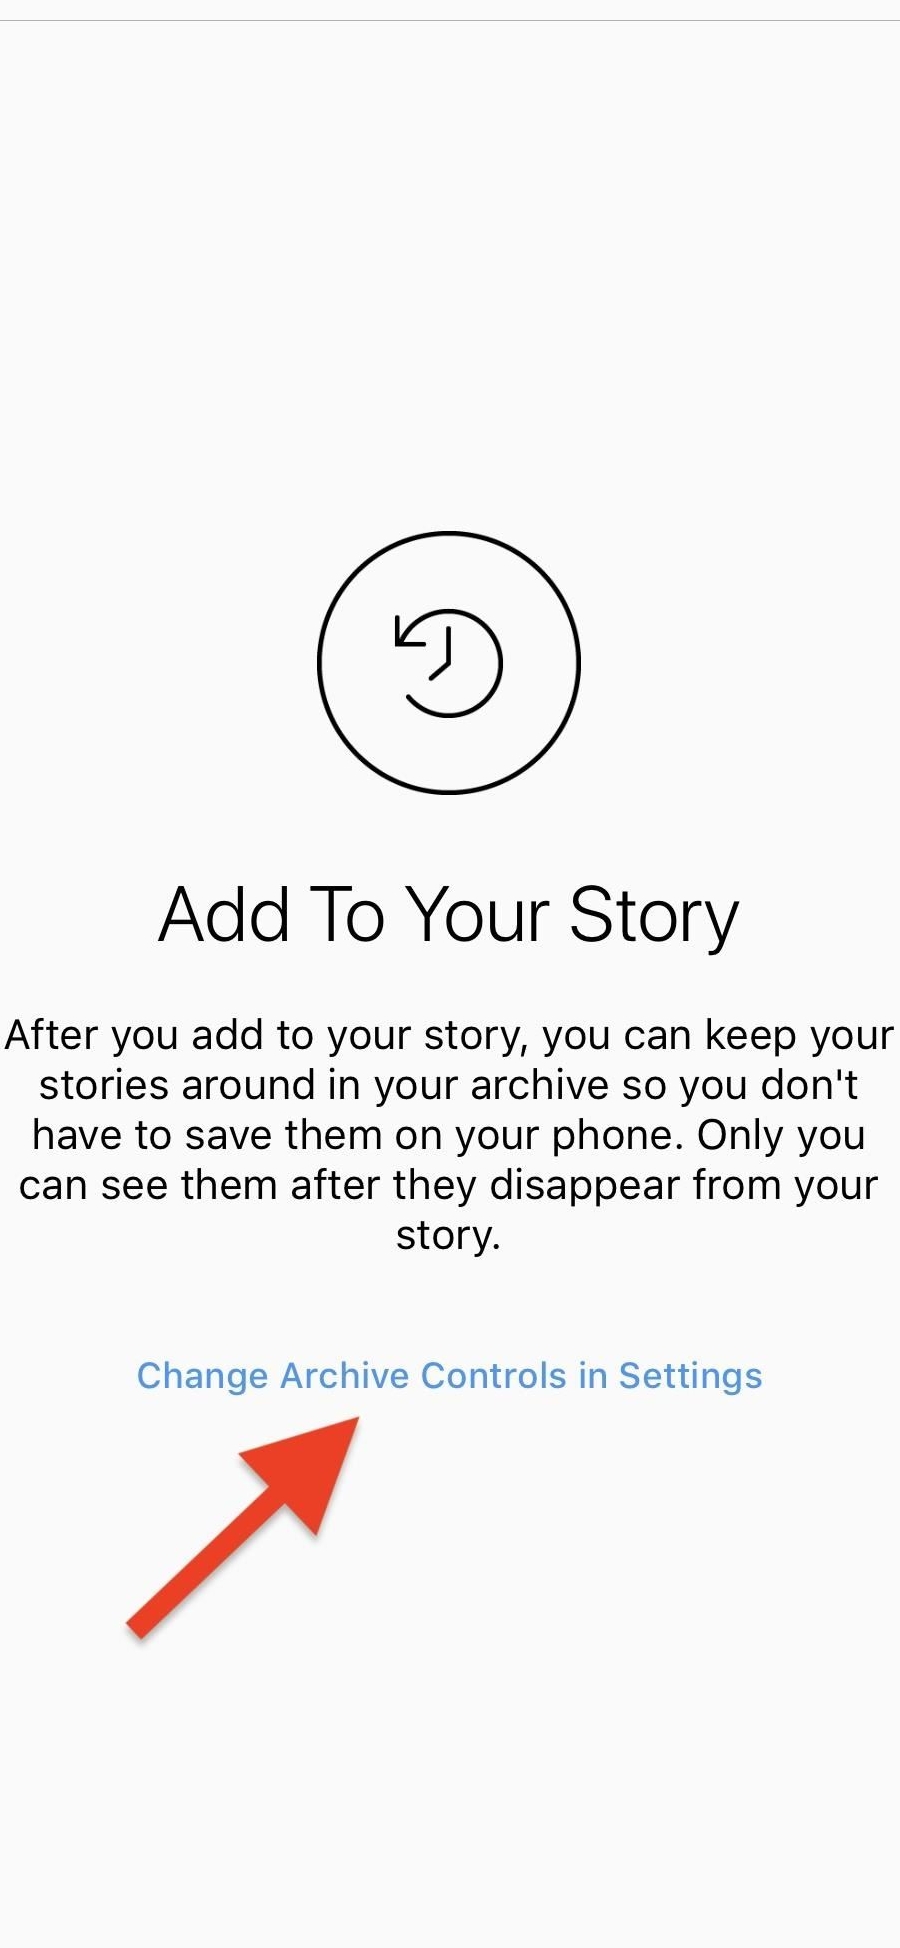 Add To Your Story
After you add to your story, you can keep your
stories around in your archive so you don't
have to save them on your phone. Only you
can see them after they disappear from your
story.
Change Archive Controls in Settings